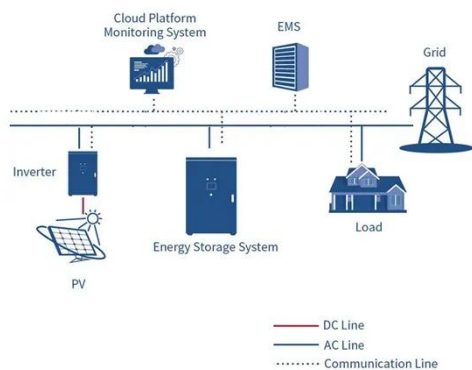 Cloud Platform
Monitoring System
EMS
Grid
Inverter
Energy Storage System
Load
PV
DC Line
AC Line
Communication Line